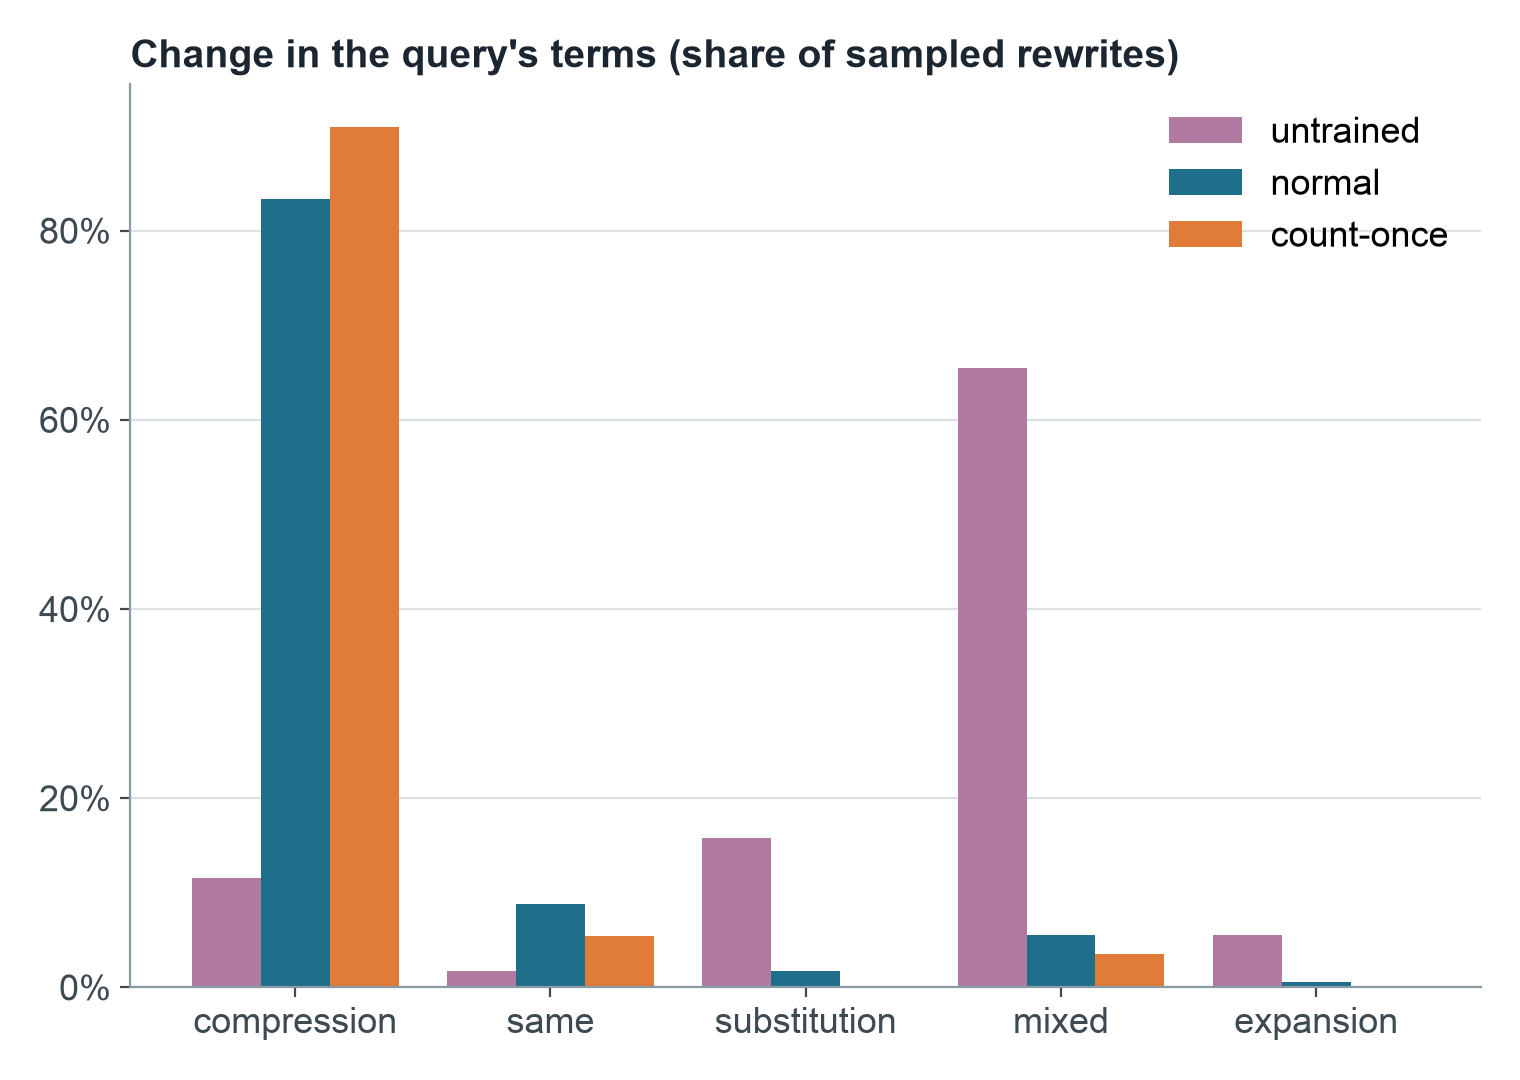 Change in the query's terms (share of sampled rewrites)
untrained
normal
count-once
80%
60%
40%
20%
0%
compression
same
substitution
mixed
expansion